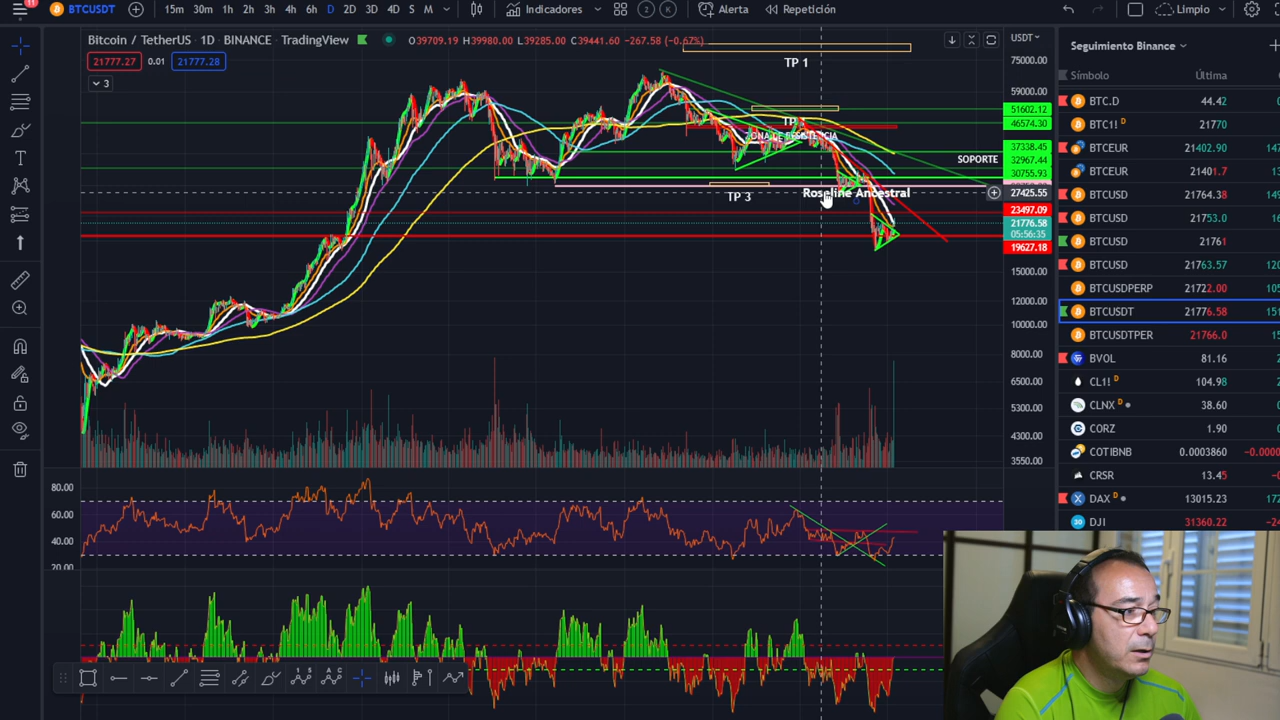 11
BTCUSDT
15m 30m 1h 2h 3h 4h 6h D 2D 3D 4D S M
Indicadores
2 K
Alerta
Repetición
Limpio
Bitcoin / TetherUS · 1D · BINANCE · TradingView
O39709.19 H39980.00 L39285.00 C39441.60 -267.58 (-0.67%)
USDT
21777.27 0.01 21777.28
3
TP 1
TP
ZONA DE RESISTENCIA
SOPORTE
TP 3
Roseline Ancestral
75000.00
59000.00
51602.12
46574.30
37338.45
32967.44
30755.93
27425.55
23497.09
21776.58
05:56:35
19627.18
15000.00
12000.00
10000.00
8000.00
6500.00
5300.00
4300.00
3550.00
80.00
60.00
40.00
20.00
Seguimiento Binance
Símbolo Última
BTC.D 44.42
BTC1! D 21770
BTCEUR 21402.90
BTCEUR 21401.7
BTCUSD 21764.38
BTCUSD 21753.0
BTCUSD 21761
BTCUSD 21763.57
BTCUSDPERP 21722.00
BTCUSDT 21776.58
BTCUSDTPER 21766.0
BVOL 81.16
CL1! D 104.98
CLNX D 38.60
CORZ 1.90
COTIBNB 0.0003860
CRSR 13.45
DAX D 13015.23
DJI 31360.22